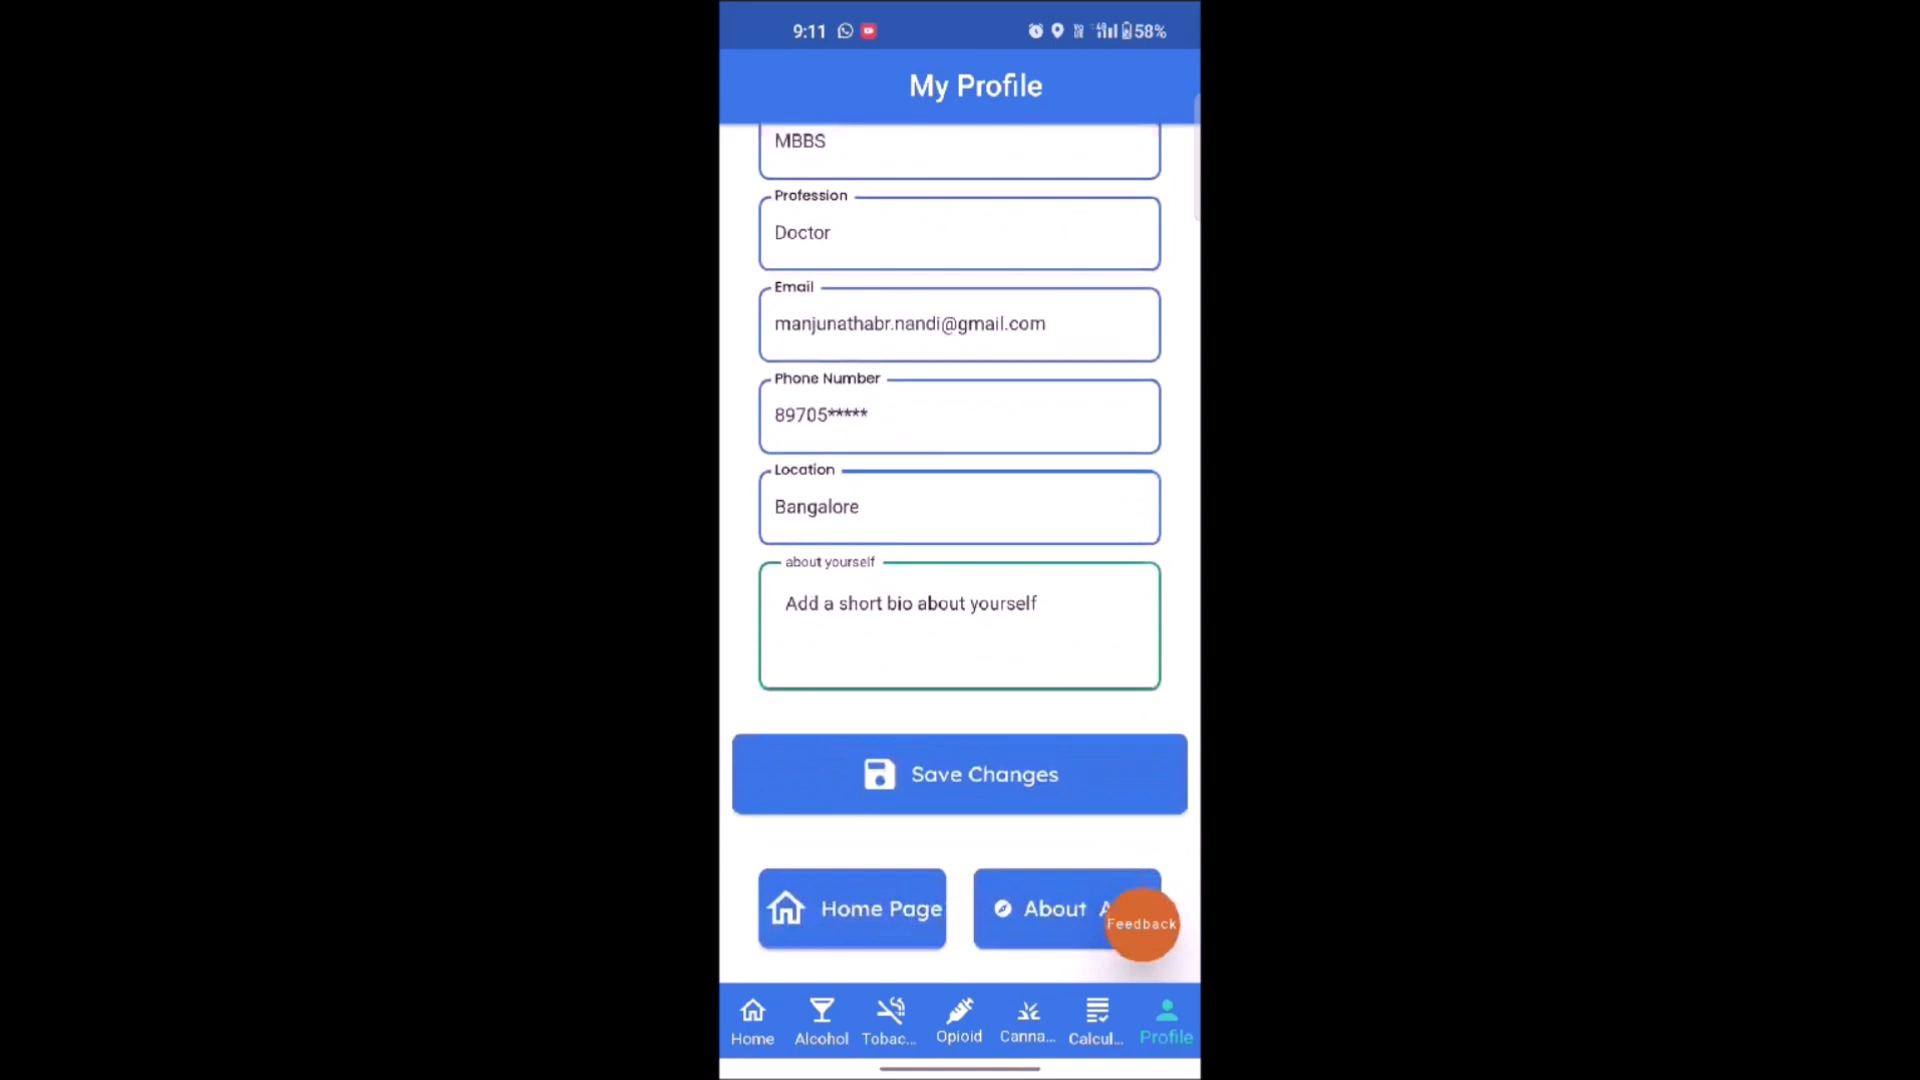 9:11 58%
My Profile
MBBS
Profession
Doctor
Email
manjunathabr.nandi@gmail.com
Phone Number
89705*****
Location
Bangalore
about yourself
Add a short bio about yourself
Save Changes
Home Page
About
Feedback
Home Alcohol Tobac... Opioid Canna... Calcul... Profile